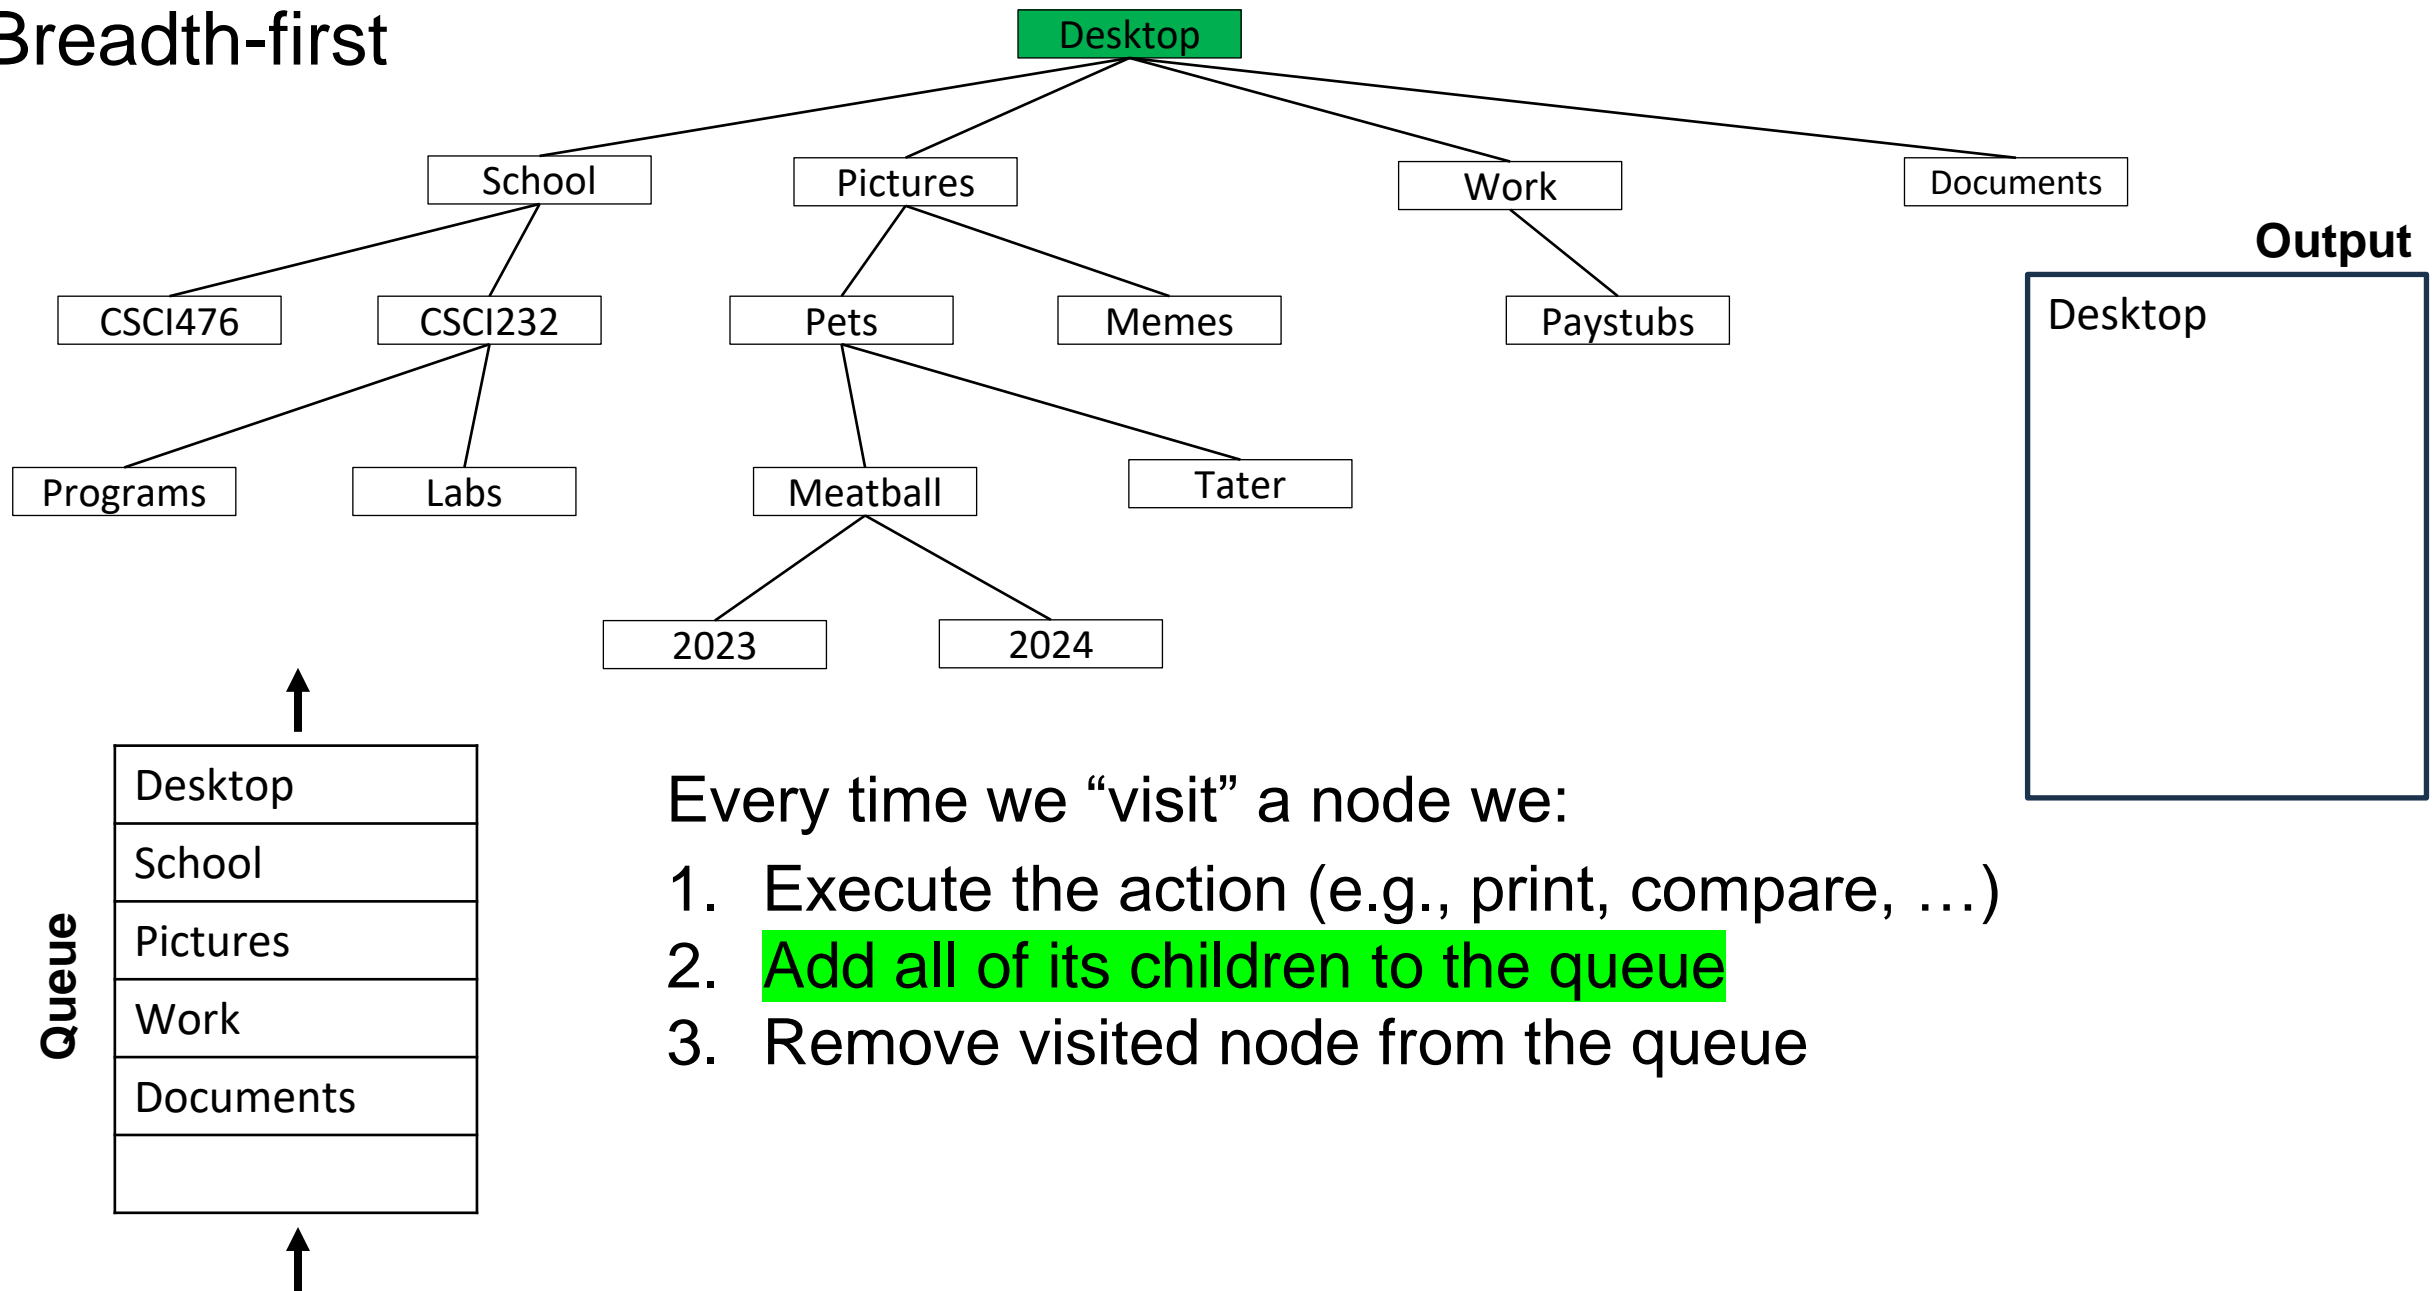 Breadth-first
Desktop
School
Pictures
Work
Documents
CSCI476
CSCI232
Pets
Memes
Paystubs
Programs
Labs
Meatball
Tater
2023
2024
Output
Desktop
Queue
Desktop
School
Pictures
Work
Documents
Every time we “visit” a node we:
1. Execute the action (e.g., print, compare, …)
2. Add all of its children to the queue
3. Remove visited node from the queue